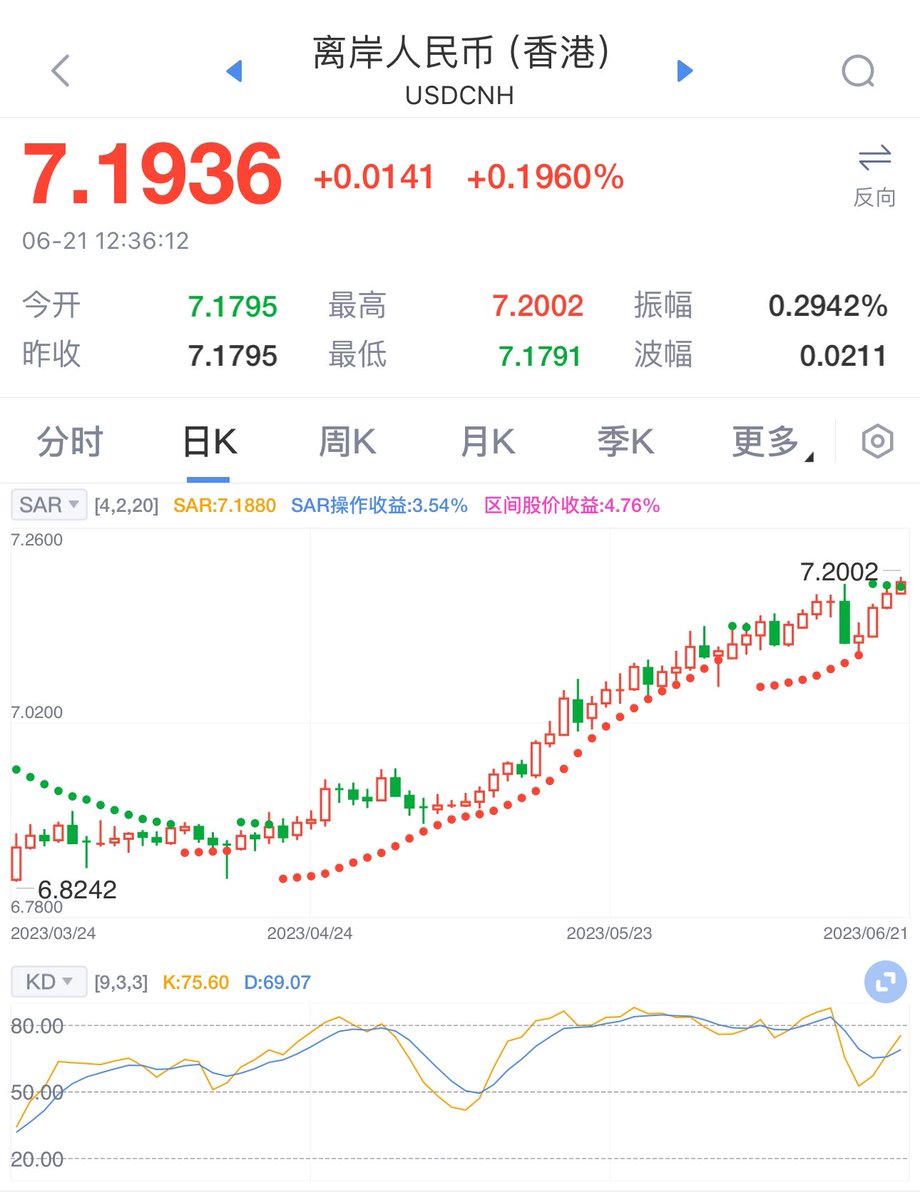 离岸人民币 (香港)
USDCNH
7.1936 +0.0141 +0.1960%
反向
06-21 12:36:12
今开 7.1795 最高 7.2002 振幅 0.2942%
昨收 7.1795 最低 7.1791 波幅 0.0211
分时 日K 周K 月K 季K 更多
SAR [4,2,20] SAR:7.1880 SAR操作收益:3.54% 区间股价收益:4.76%
7.2600
7.2002
7.0200
6.8242
6.7800
2023/03/24 2023/04/24 2023/05/23 2023/06/21
KD [9,3,3] K:75.60 D:69.07
80.00
50.00
20.00